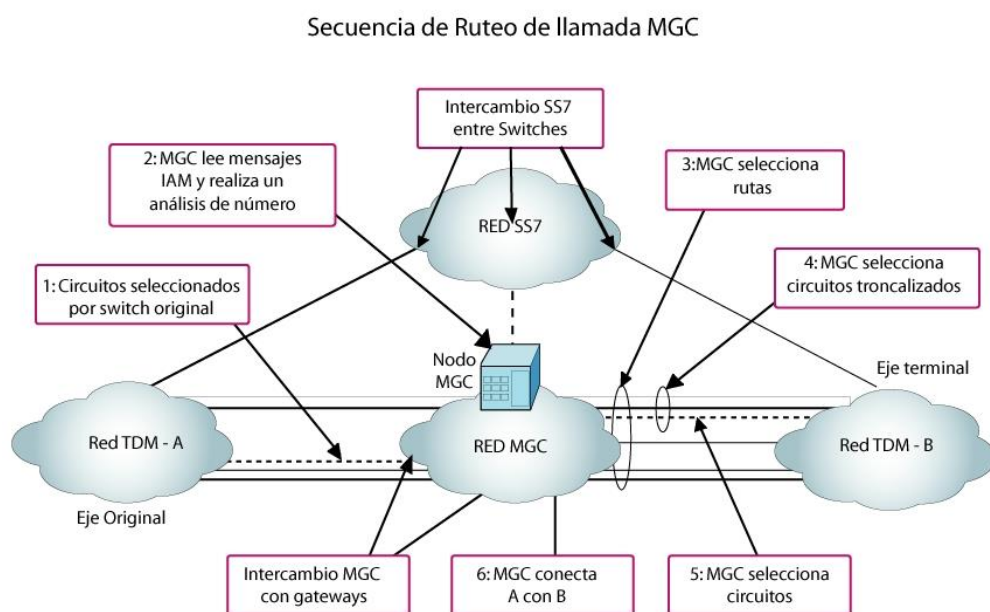 Secuencia de Ruteo de llamada MGC
Intercambio SS7
entre Switches
2: MGC lee mensajes
IAM y realiza un
análisis de número
3:MGC selecciona
rutas
RED SS7
1: Circuitos seleccionados
por switch original
4: MGC selecciona
circuitos troncalizados
Nodo
MGC
Eje terminal
Red TDM - A
RED MGC
Red TDM - B
Eje Original
Intercambio MGC
con gateways
6: MGC conecta
A con B
5: MGC selecciona
circuitos